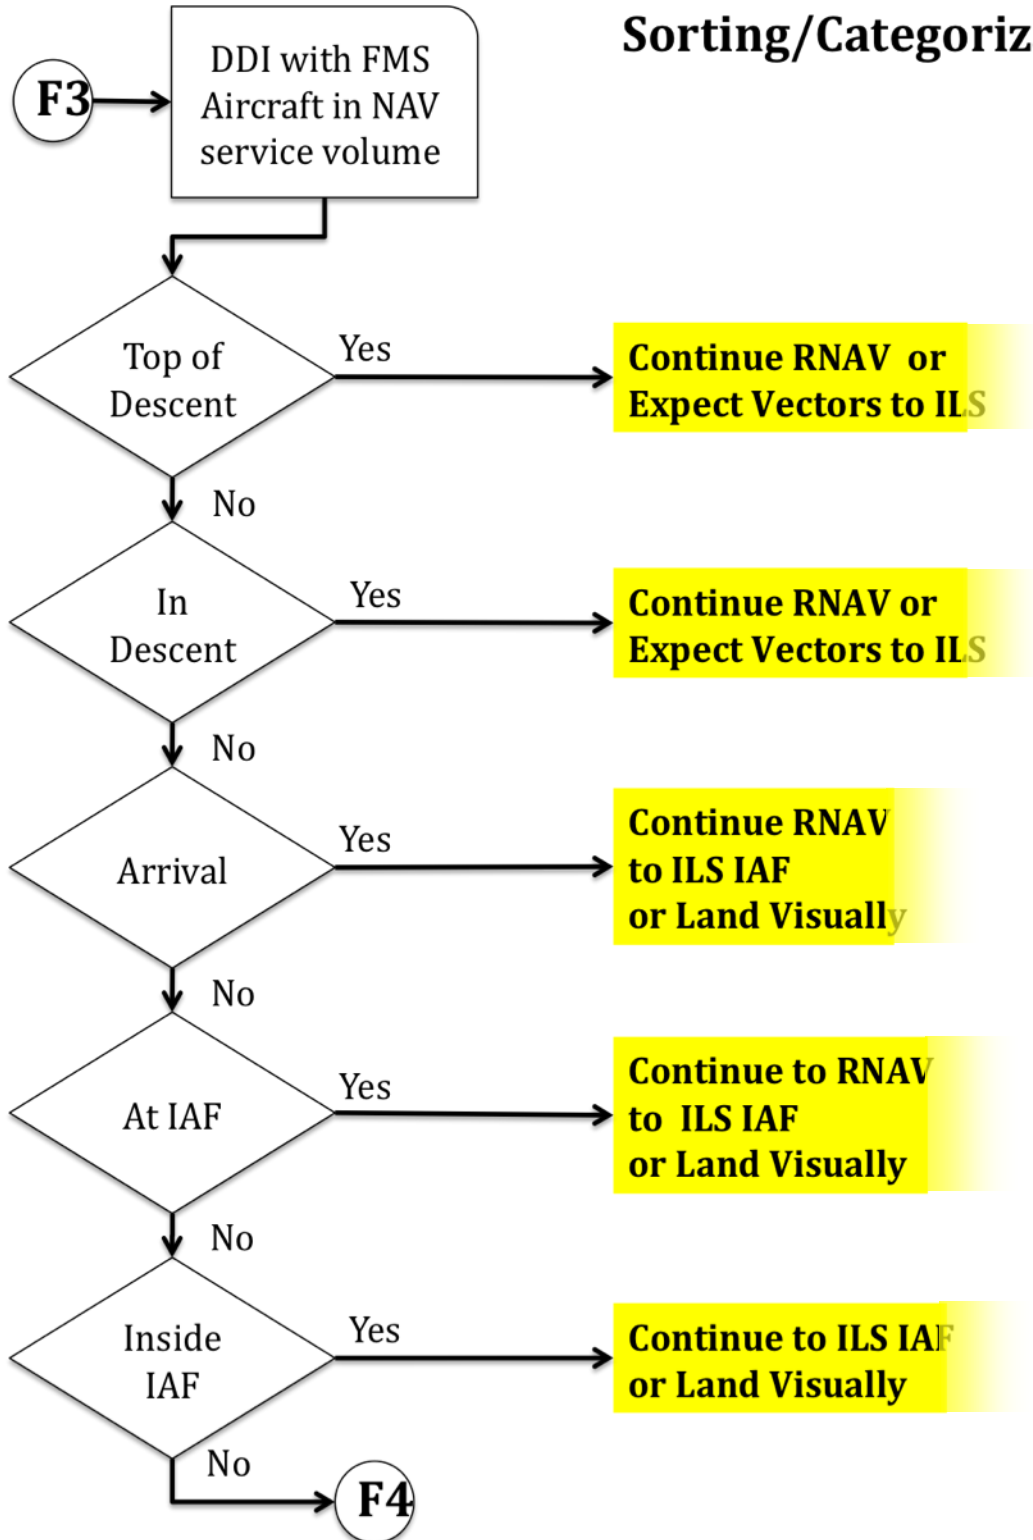 Sorting/Categoriz
F3
DDI with FMS
Aircraft in NAV
service volume
Top of
Descent
Yes
Continue RNAV or
Expect Vectors to ILS
No
In
Descent
Yes
Continue RNAV or
Expect Vectors to ILS
No
Arrival
Yes
Continue RNAV
to ILS IAF
or Land Visually
No
At IAF
Yes
Continue to RNAV
to ILS IAF
or Land Visually
No
Inside
IAF
Yes
Continue to ILS IAF
or Land Visually
No
F4